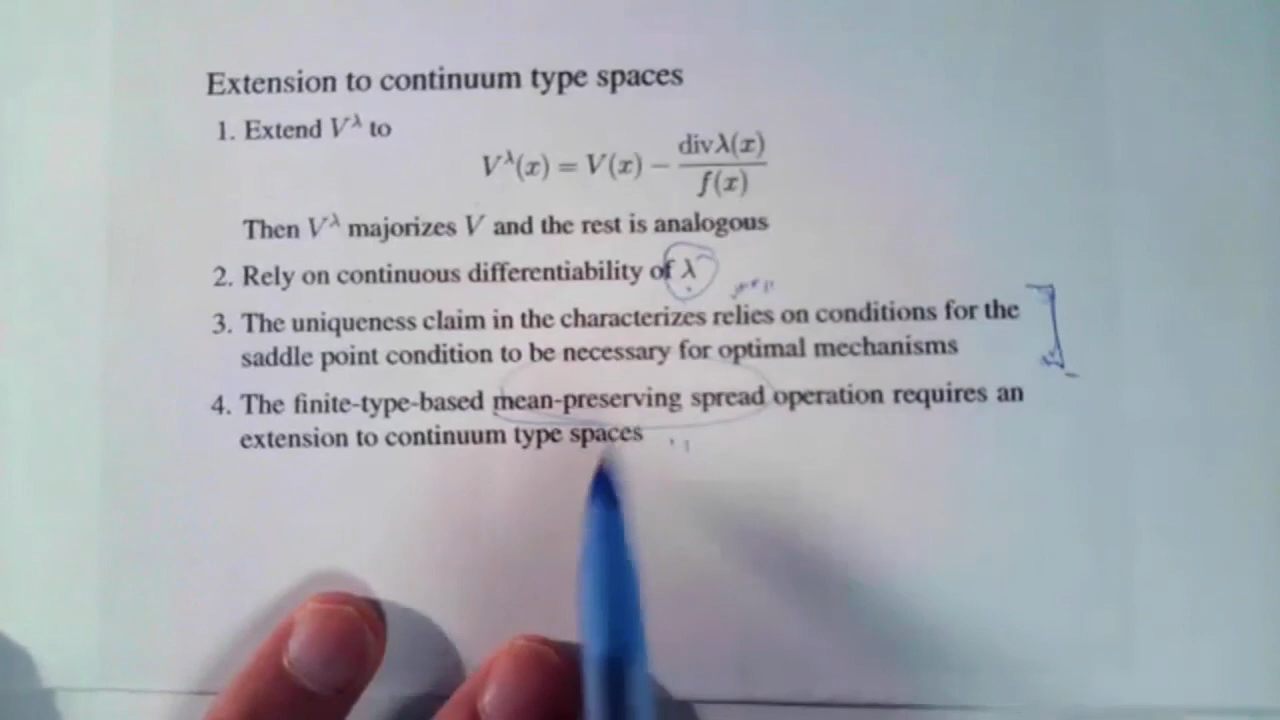 Extension to continuum type spaces
1. Extend V^λ to
V^λ(x) = V(x) − divλ(x) / f(x)
Then V^λ majorizes V and the rest is analogous
2. Rely on continuous differentiability of λ
3. The uniqueness claim in the characterizes relies on conditions for the
saddle point condition to be necessary for optimal mechanisms
4. The finite-type-based mean-preserving spread operation requires an
extension to continuum type spaces